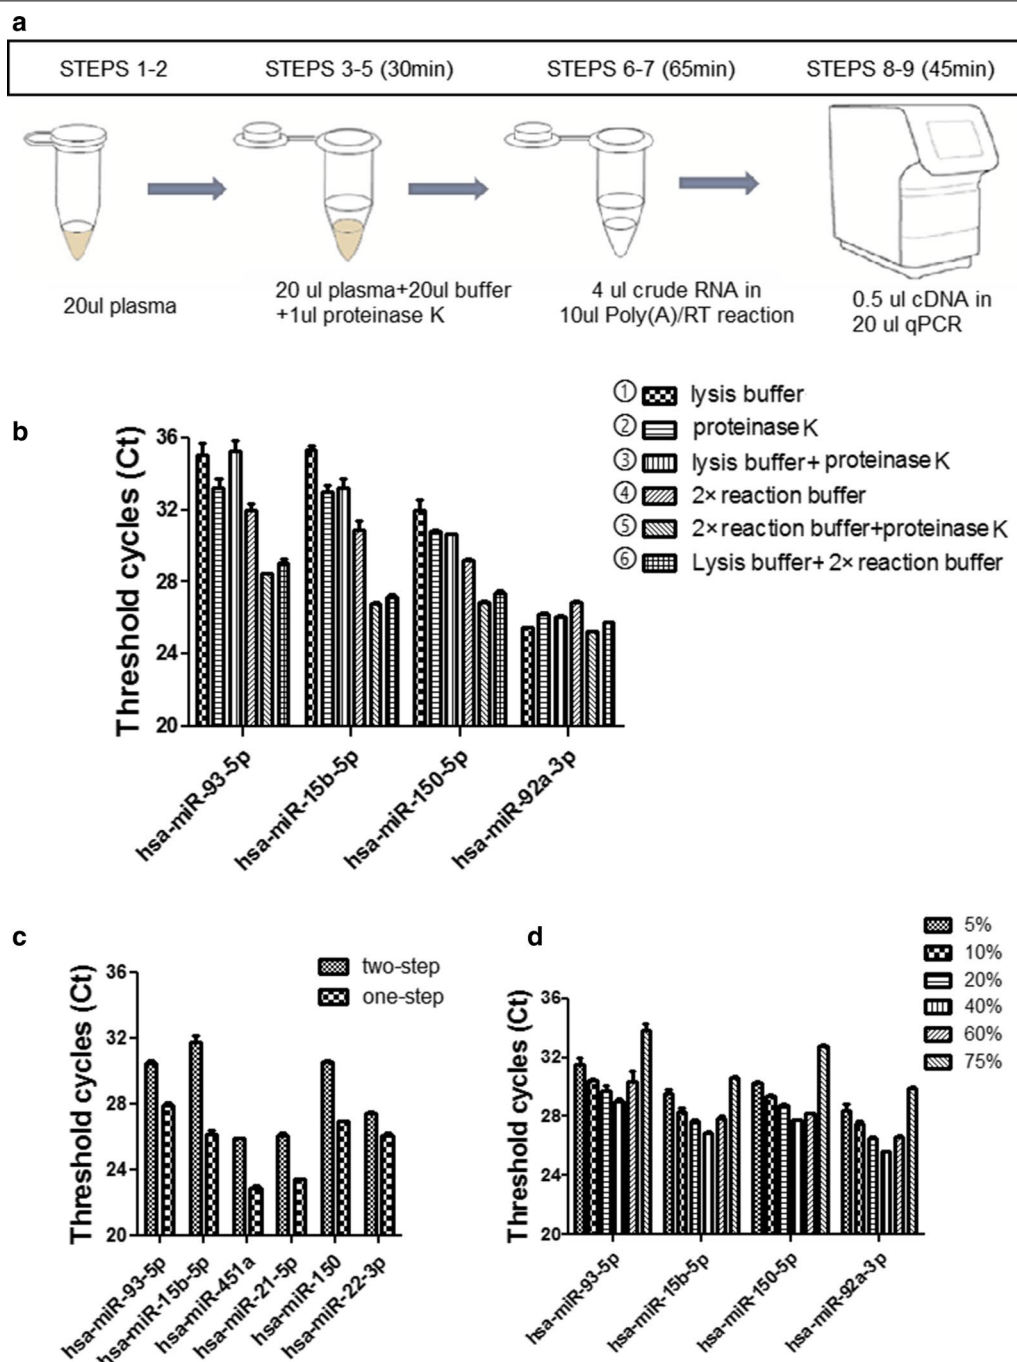 a
STEPS 1-2
STEPS 3-5 (30min)
STEPS 6-7 (65min)
STEPS 8-9 (45min)
20ul plasma
20 ul plasma+20ul buffer
+1ul proteinase K
4 ul crude RNA in
10ul Poly(A)/RT reaction
0.5 ul cDNA in
20 ul qPCR
b
① lysis buffer
② proteinase K
③ lysis buffer+ proteinase K
④ 2× reaction buffer
⑤ 2× reaction buffer+proteinase K
⑥ Lysis buffer+ 2× reaction buffer
Threshold cycles (Ct)
36
32
28
24
20
hsa-miR-93-5p
hsa-miR-15b-5p
hsa-miR-150-5p
hsa-miR-92a-3p
c
two-step
one-step
Threshold cycles (Ct)
36
32
28
24
20
hsa-miR-93-5p
hsa-miR-15b-5p
hsa-miR-451a
hsa-miR-21-5p
hsa-miR-150
hsa-miR-22-3p
d
5%
10%
20%
40%
60%
75%
Threshold cycles (Ct)
36
32
28
24
20
hsa-miR-93-5p
hsa-miR-15b-5p
hsa-miR-150-5p
hsa-miR-92a-3p